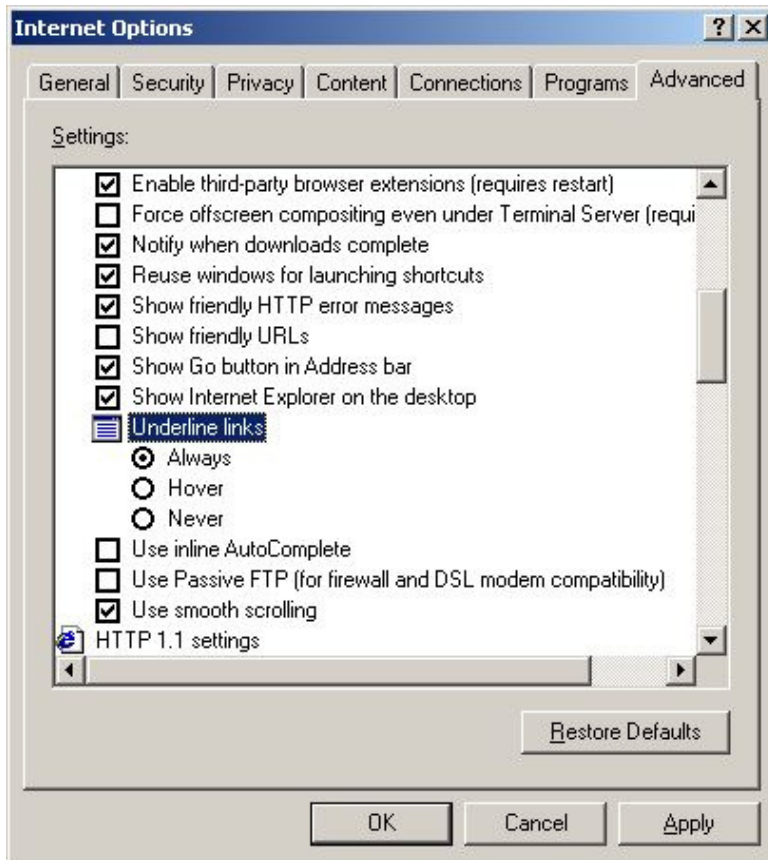 Internet Options
General Security Privacy Content Connections Programs Advanced
Settings:
Enable third-party browser extensions (requires restart)
Force offscreen compositing even under Terminal Server (requi
Notify when downloads complete
Reuse windows for launching shortcuts
Show friendly HTTP error messages
Show friendly URLs
Show Go button in Address bar
Show Internet Explorer on the desktop
Underline links
Always
Hover
Never
Use inline AutoComplete
Use Passive FTP (for firewall and DSL modem compatibility)
Use smooth scrolling
HTTP 1.1 settings
Restore Defaults
OK Cancel Apply